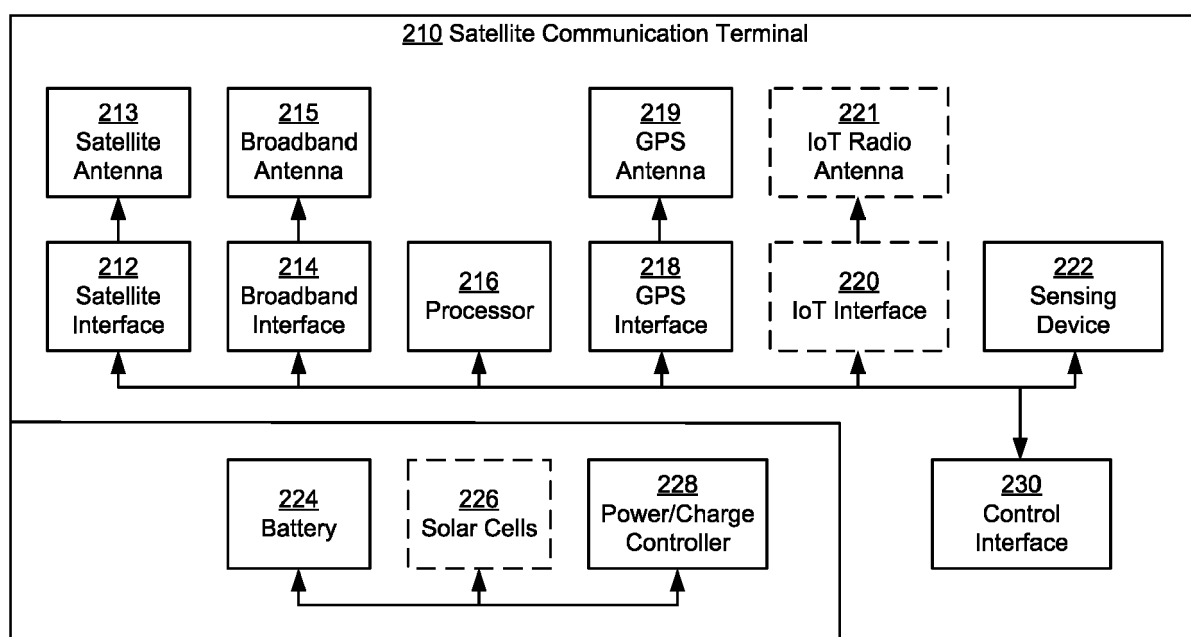 210 Satellite Communication Terminal
213
Satellite
Antenna
215
Broadband
Antenna
219
GPS
Antenna
221
IoT Radio
Antenna
212
Satellite
Interface
214
Broadband
Interface
216
Processor
218
GPS
Interface
220
IoT Interface
222
Sensing
Device
224
Battery
226
Solar Cells
228
Power/Charge
Controller
230
Control
Interface